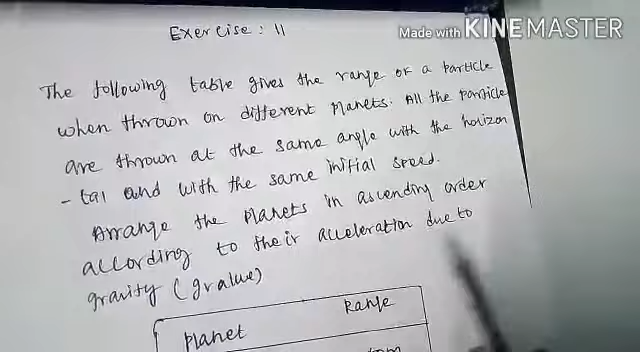 Made with KINEMASTER
Exercise: 11
The following table gives the range of a particle
when thrown on different planets. All the particle
are thrown at the same angle with the horizon
-tal and with the same initial speed.
Arrange the planets in ascending order
according to their acceleration due to
gravity (g value)
Planet Range